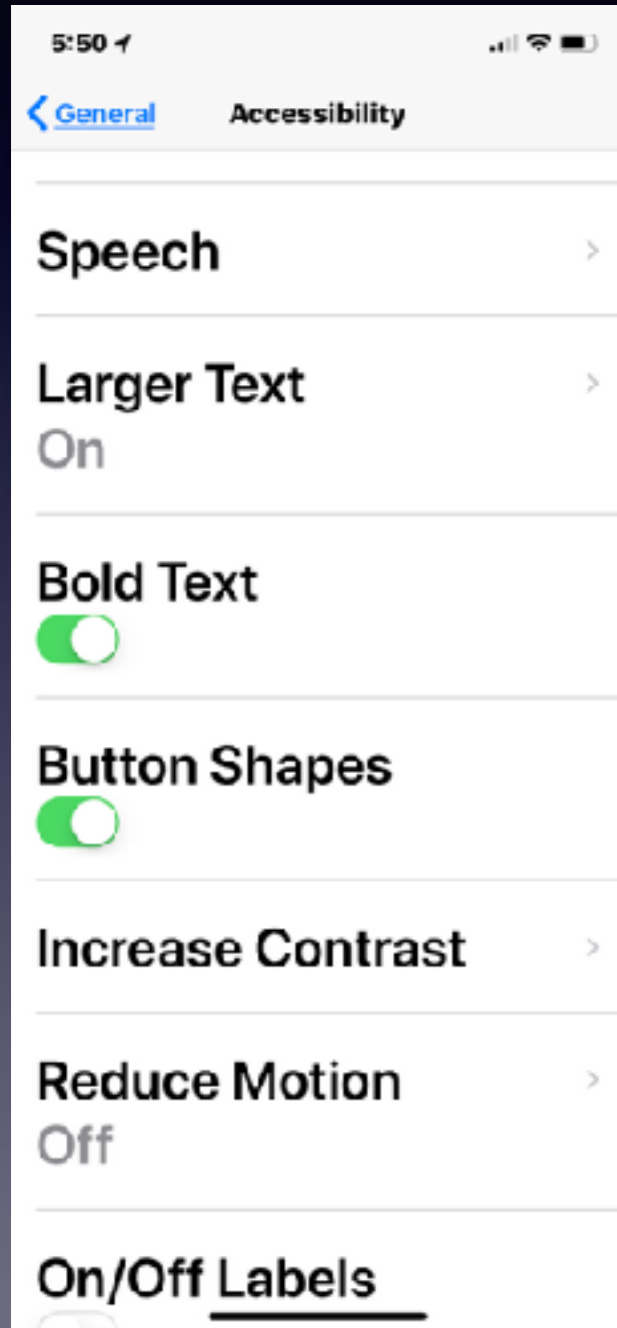 5:50
General Accessibility
Speech
Larger Text
On
Bold Text
Button Shapes
Increase Contrast
Reduce Motion
Off
On/Off Labels